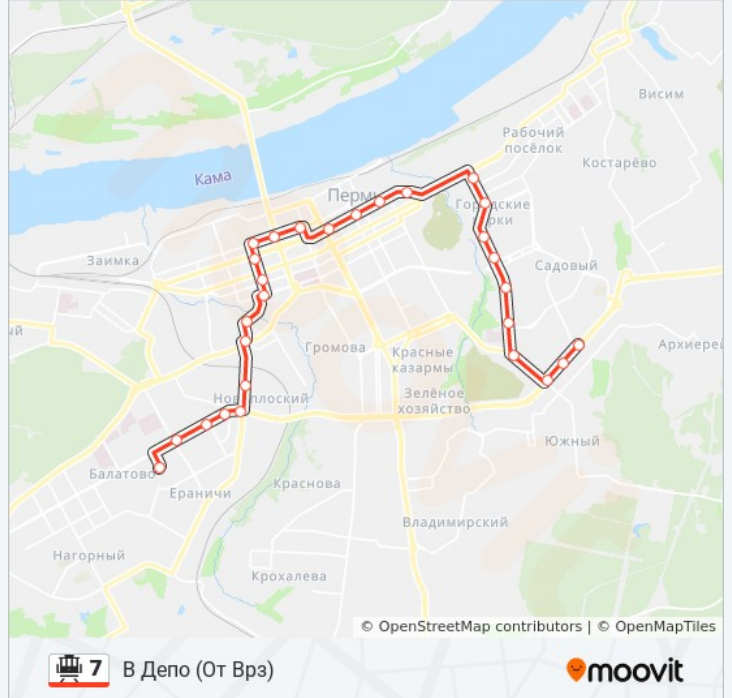 Висим
Рабочий
посёлок
Костарёво
Кама
Пермь
Городские
горки
Заимка
Садовый
ый
Громова
Красные
казармы
Архиерей
Новоплоский
Зелёное
хозяйство
Южный
Балатово
Ераничи
Краснова
Владимирский
Нагорный
Крохалева
© OpenStreetMap contributors | © OpenMapTiles
7 В Депо (От Врз)
moovit